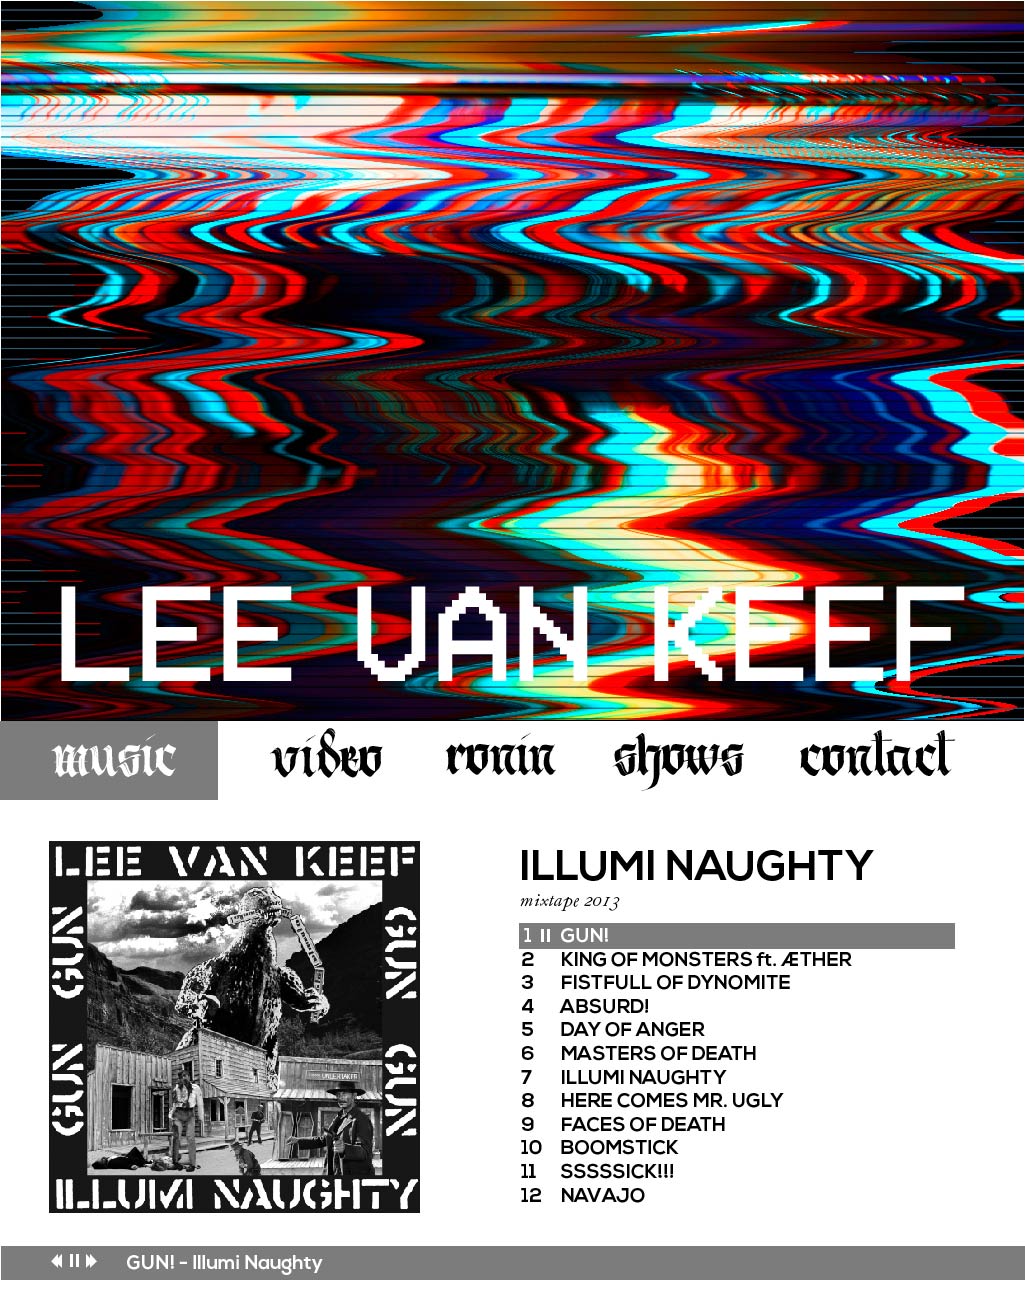 LEE VAN KEEF
music video ronin shows contact
LEE VAN KEEF
GUN GUN
GUN GUN
UNDERTAKER
ILLUMI NAUGHTY
ILLUMI NAUGHTY
mixtape 2013
1 GUN!
2 KING OF MONSTERS ft. ÆTHER
3 FISTFULL OF DYNOMITE
4 ABSURD!
5 DAY OF ANGER
6 MASTERS OF DEATH
7 ILLUMI NAUGHTY
8 HERE COMES MR. UGLY
9 FACES OF DEATH
10 BOOMSTICK
11 SSSSSICK!!!
12 NAVAJO
GUN! - Illumi Naughty